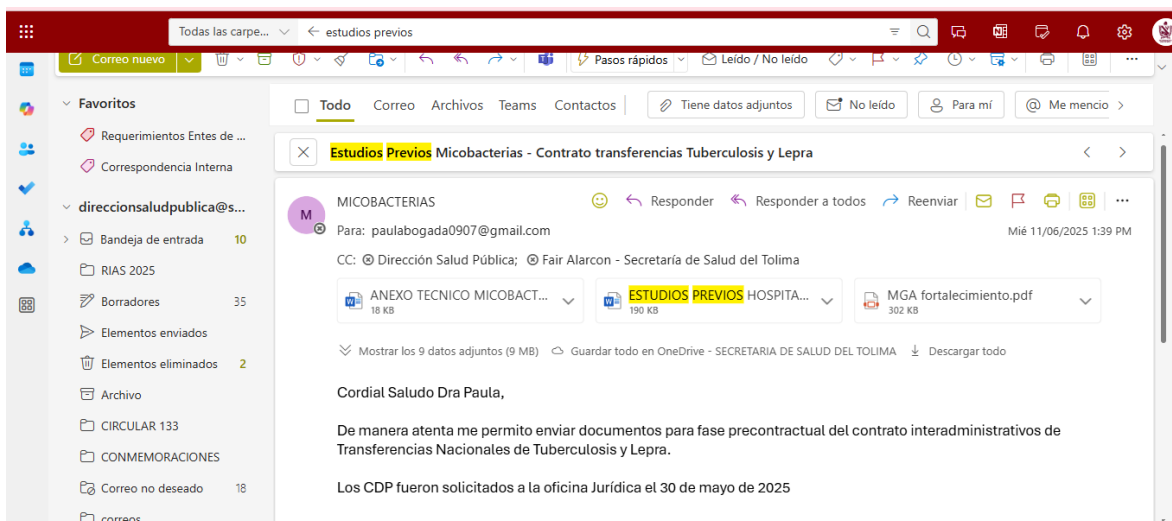 Todas las carpe... estudios previos
Correo nuevo Pasos rápidos Leído / No leído
Favoritos
Requerimientos Entes de ...
Correspondencia Interna
direccionsaludpublica@s...
Bandeja de entrada 10
RIAS 2025
Borradores 35
Elementos enviados
Elementos eliminados 2
Archivo
CIRCULAR 133
CONMEMORACIONES
Correo no deseado 18
correos
Todo Correo Archivos Teams Contactos Tiene datos adjuntos No leído Para mí @ Me mencio
Estudios Previos Micobacterias - Contrato transferencias Tuberculosis y Lepra
M
MICOBACTERIAS
Responder Responder a todos Reenviar
Para: paulabogada0907@gmail.com
Mié 11/06/2025 1:39 PM
CC: Dirección Salud Pública; Fair Alarcon - Secretaría de Salud del Tolima
ANEXO TECNICO MICOBACT...
18 KB
ESTUDIOS PREVIOS HOSPITA...
190 KB
MGA fortalecimiento.pdf
302 KB
Mostrar los 9 datos adjuntos (9 MB) Guardar todo en OneDrive - SECRETARIA DE SALUD DEL TOLIMA Descargar todo
Cordial Saludo Dra Paula,
De manera atenta me permito enviar documentos para fase precontractual del contrato interadministrativos de
Transferencias Nacionales de Tuberculosis y Lepra.
Los CDP fueron solicitados a la oficina Jurídica el 30 de mayo de 2025